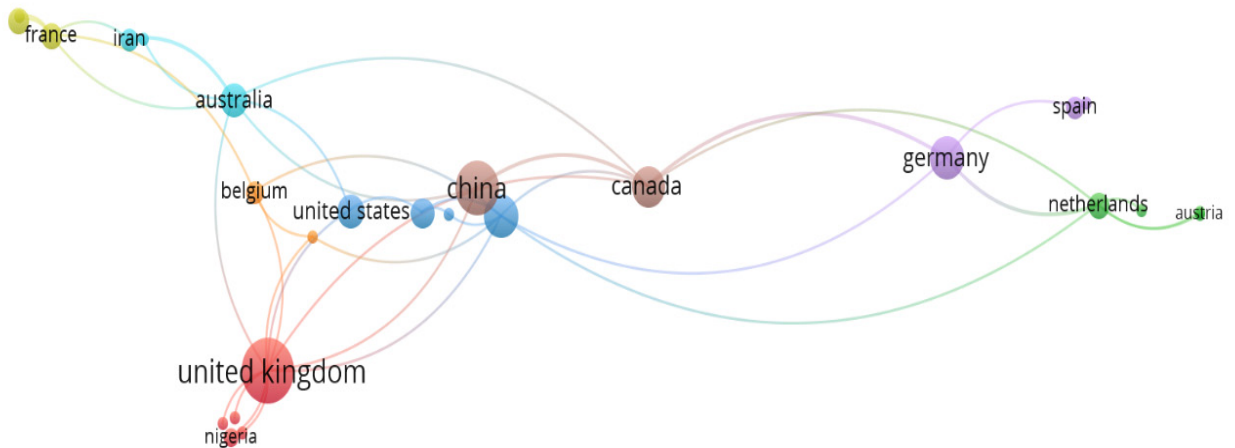 france
iran
australia
spain
germany
belgium
united states
china
canada
netherlands
austria
united kingdom
nigeria